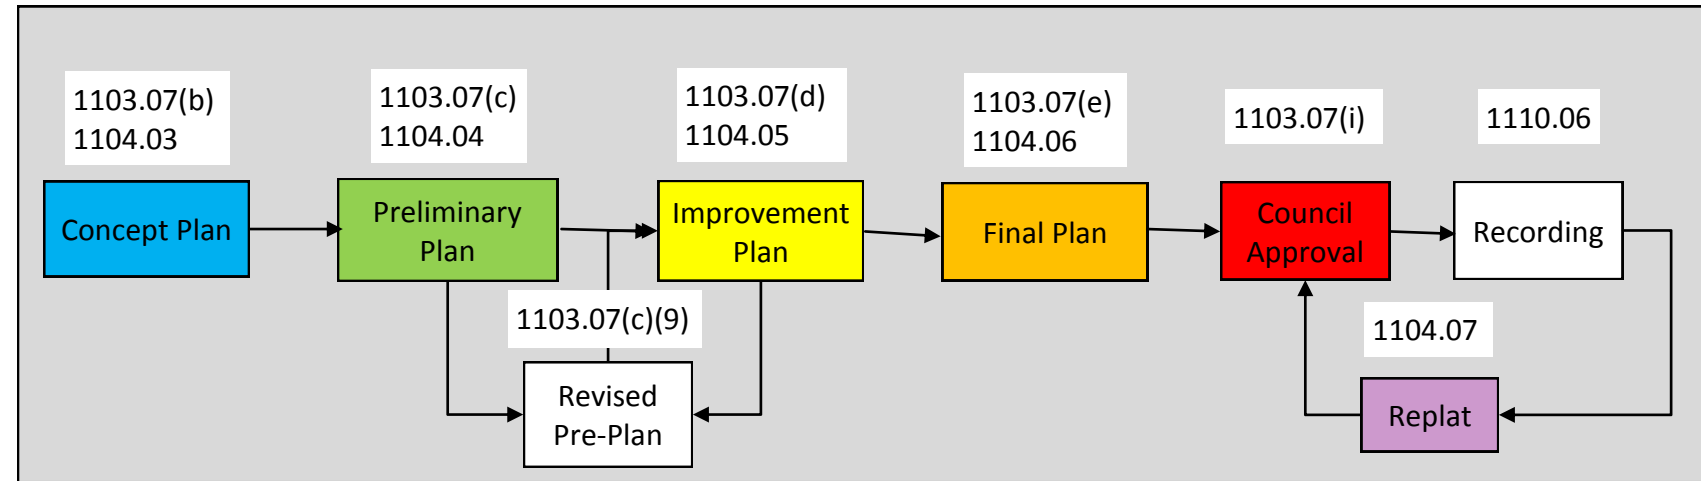 1103.07(b)
1104.03
1103.07(c)
1104.04
1103.07(d)
1104.05
1103.07(e)
1104.06
1103.07(i)
1110.06
Concept Plan
Preliminary
Plan
Improvement
Plan
Final Plan
Council
Approval
Recording
1103.07(c)(9)
1104.07
Revised
Pre-Plan
Replat